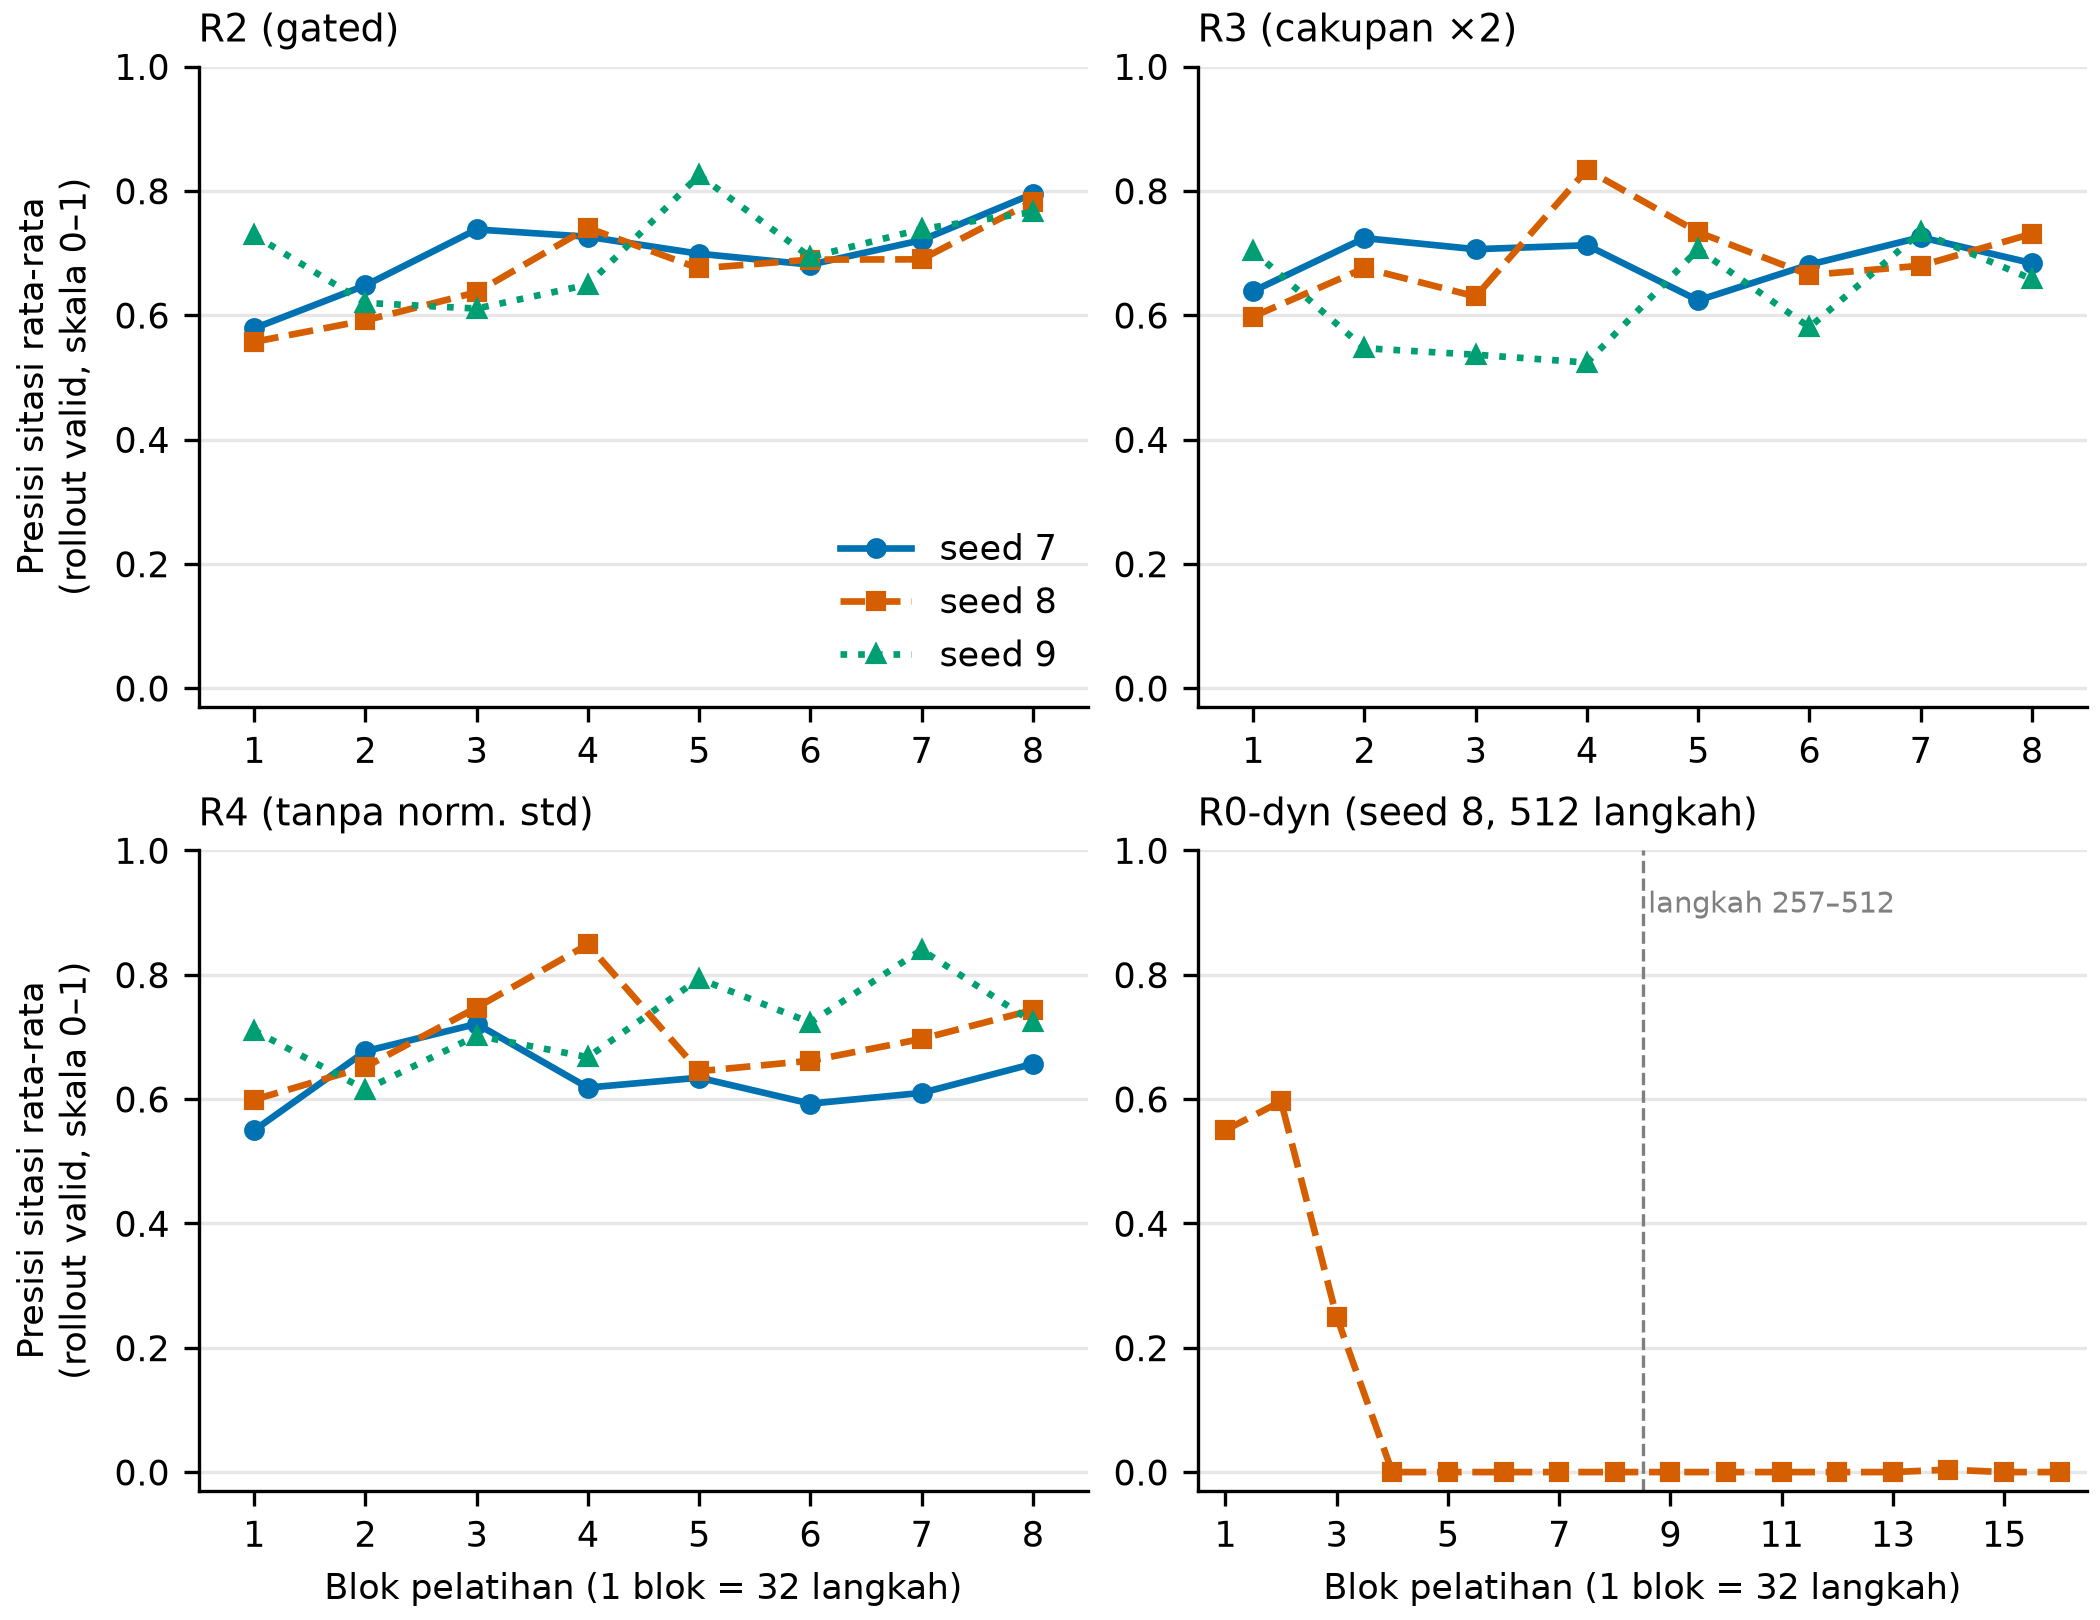 R2 (gated)
Presisi sitasi rata-rata
(rollout valid, skala 0–1)
1.0
0.8
0.6
0.4
0.2
0.0
seed 7
seed 8
seed 9
1 2 3 4 5 6 7 8
R3 (cakupan ×2)
1.0
0.8
0.6
0.4
0.2
0.0
1 2 3 4 5 6 7 8
R4 (tanpa norm. std)
Presisi sitasi rata-rata
(rollout valid, skala 0–1)
1.0
0.8
0.6
0.4
0.2
0.0
1 2 3 4 5 6 7 8
Blok pelatihan (1 blok = 32 langkah)
R0-dyn (seed 8, 512 langkah)
1.0
0.8
0.6
0.4
0.2
0.0
langkah 257–512
1 3 5 7 9 11 13 15
Blok pelatihan (1 blok = 32 langkah)